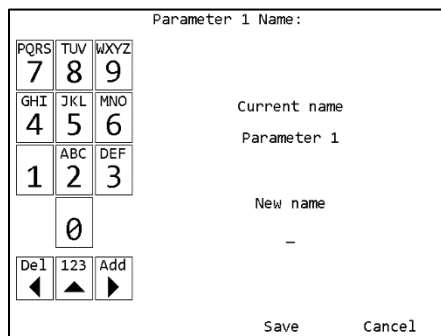 Parameter 1 Name:
PQRS TUV WXYZ
7 8 9
GHI JKL MNO
4 5 6
ABC DEF
1 2 3
0
Del 123 Add
Current name
Parameter 1
New name
_
Save Cancel